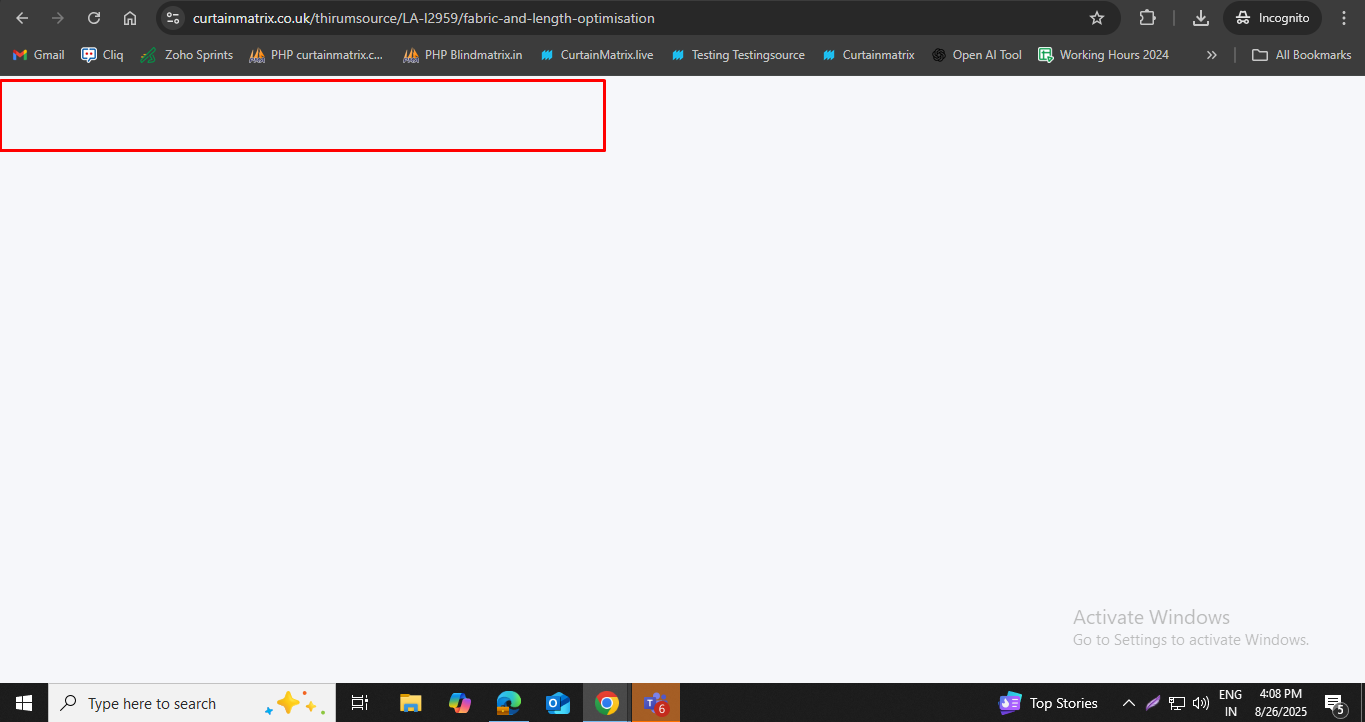 curtainmatrix.co.uk/thirumsource/LA-I2959/fabric-and-length-optimisation
Incognito
Gmail
Cliq
Zoho Sprints
PHP curtainmatrix.c...
PHP Blindmatrix.in
CurtainMatrix.live
Testing Testingsource
Curtainmatrix
Open AI Tool
Working Hours 2024
All Bookmarks
Activate Windows
Go to Settings to activate Windows.
Type here to search
6
Top Stories
ENG
IN
4:08 PM
8/26/2025
5